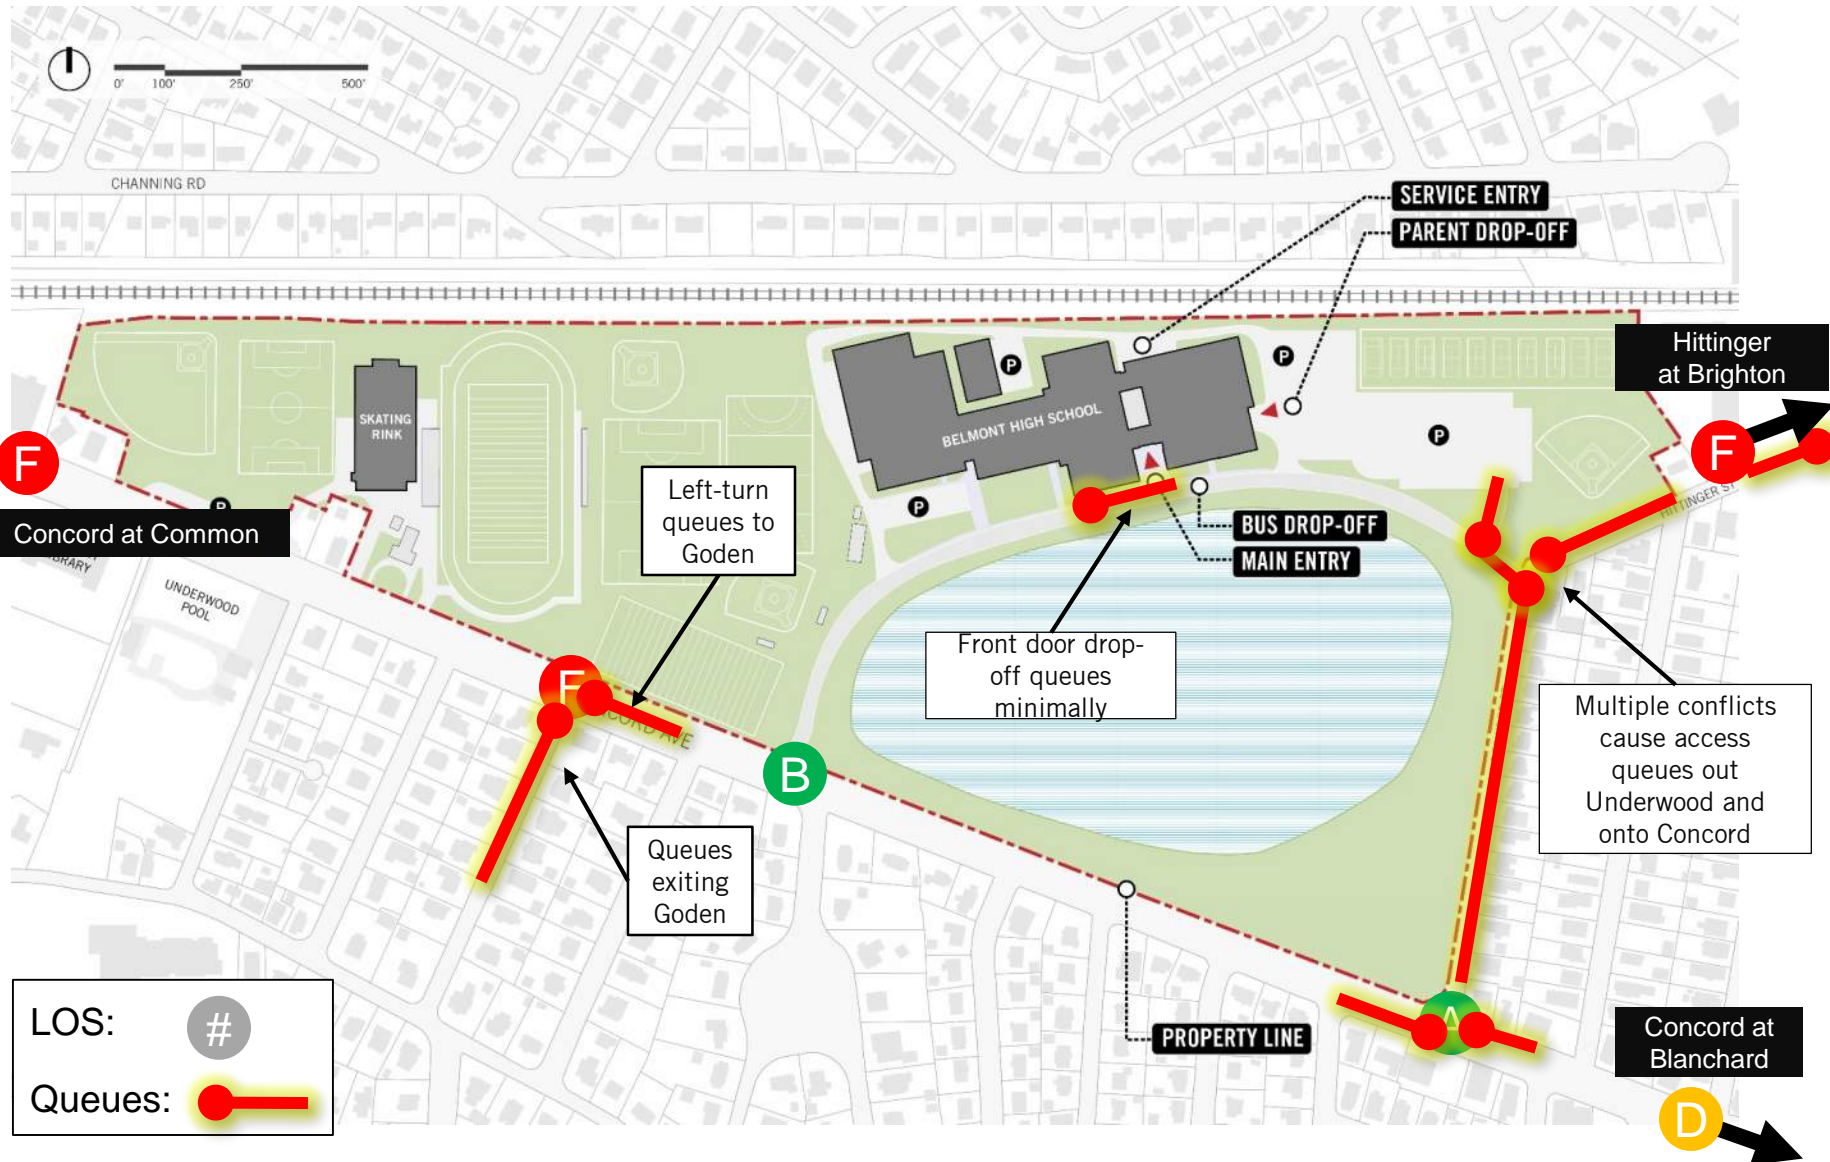 0'
100'
250'
500'
CHANNING RD
SERVICE ENTRY
PARENT DROP-OFF
Hittinger
at Brighton
P
P
SKATING
RINK
BELMONT HIGH SCHOOL
P
F
F
Left-turn
queues to
Goden
P
P
HITTINGER ST
Concord at Common
BUS DROP-OFF
MAIN ENTRY
UNDERWOOD
POOL
Front door drop-
off queues
minimally
F
AVE
B
Multiple conflicts
cause access
queues out
Underwood and
onto Concord
Queues
exiting
Goden
LOS:
#
Queues:
PROPERTY LINE
A
Concord at
Blanchard
D